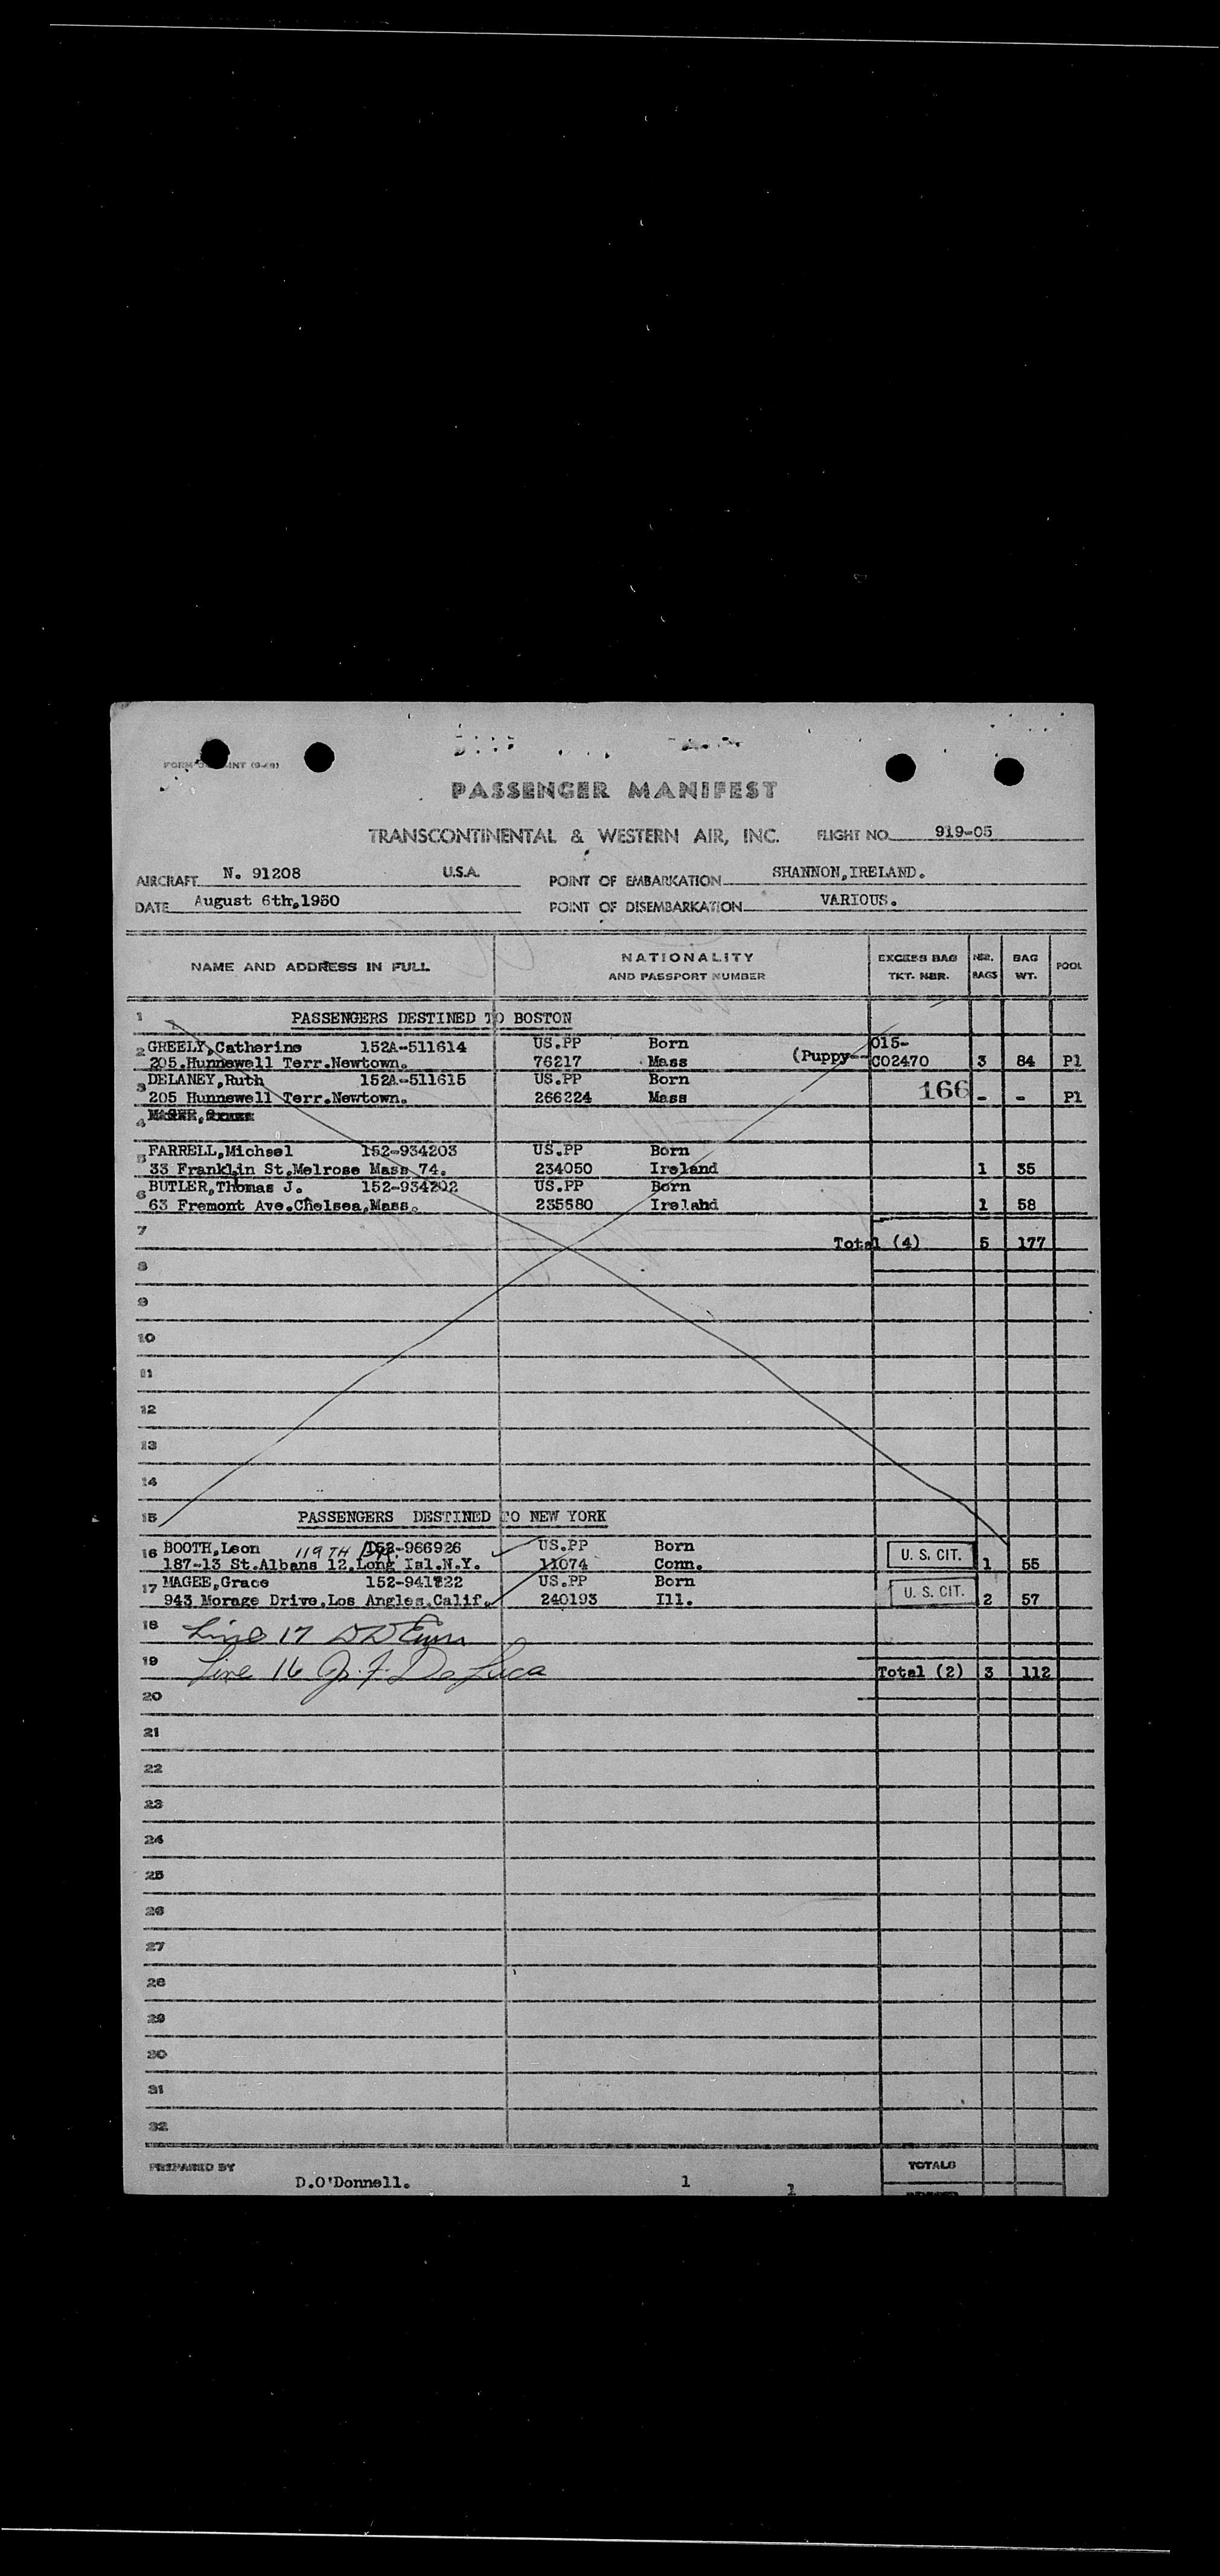 PASSENGER MANIFEST
TRANSCONTINENTAL & WESTERN AIR, INC. FLIGHT NO. 919-05
AIRCRAFT N. 91208 U.S.A. POINT OF EMBARKATION SHANNON,IRELAND.
DATE August 6th,1950 POINT OF DISEMBARKATION VARIOUS.
NAME AND ADDRESS IN FULL NATIONALITY AND PASSPORT NUMBER EXCESS BAG TKT. NBR. NBR. BAGS BAG WT. POOL
1 PASSENGERS DESTINED TO BOSTON
2 GREELY,Catherine 152A-511614 US.PP Born 015-
205.Hunnewell Terr.Newtown. 76217 Mass (Puppy-- C02470 3 84 Pl
3 DELANEY,Ruth 152A-511615 US.PP Born
205 Hunnewell Terr.Newtown. 266224 Mass 166 - - Pl
4
5 FARRELL,Michael 152-934203 US.PP Born
33 Franklin St.Melrose Mass 74. 234050 Ireland 1 35
6 BUTLER,Thomas J. 152-934202 US.PP Born
63 Fremont Ave.Chelsea,Mass. 235680 Ireland 1 58
7 Total (4) 5 177
8
9
10
11
12
13
14
15 PASSENGERS DESTINED TO NEW YORK
16 BOOTH,Leon 119TH 152-966926 US.PP Born U. S. CIT.
187-13 St.Albans 12,Long Isl.N.Y. 11074 Conn. 1 55
17 MAGEE,Grace 152-941822 US.PP Born U. S. CIT.
943 Morage Drive,Los Angles,Calif. 240193 Ill. 2 57
18 Line 17
19 Line 16 J. F. DeLuca Total (2) 3 112
20
21
22
23
24
25
26
27
28
29
30
31
32
PREPARED BY D.O'Donnell. 1 1 TOTALS